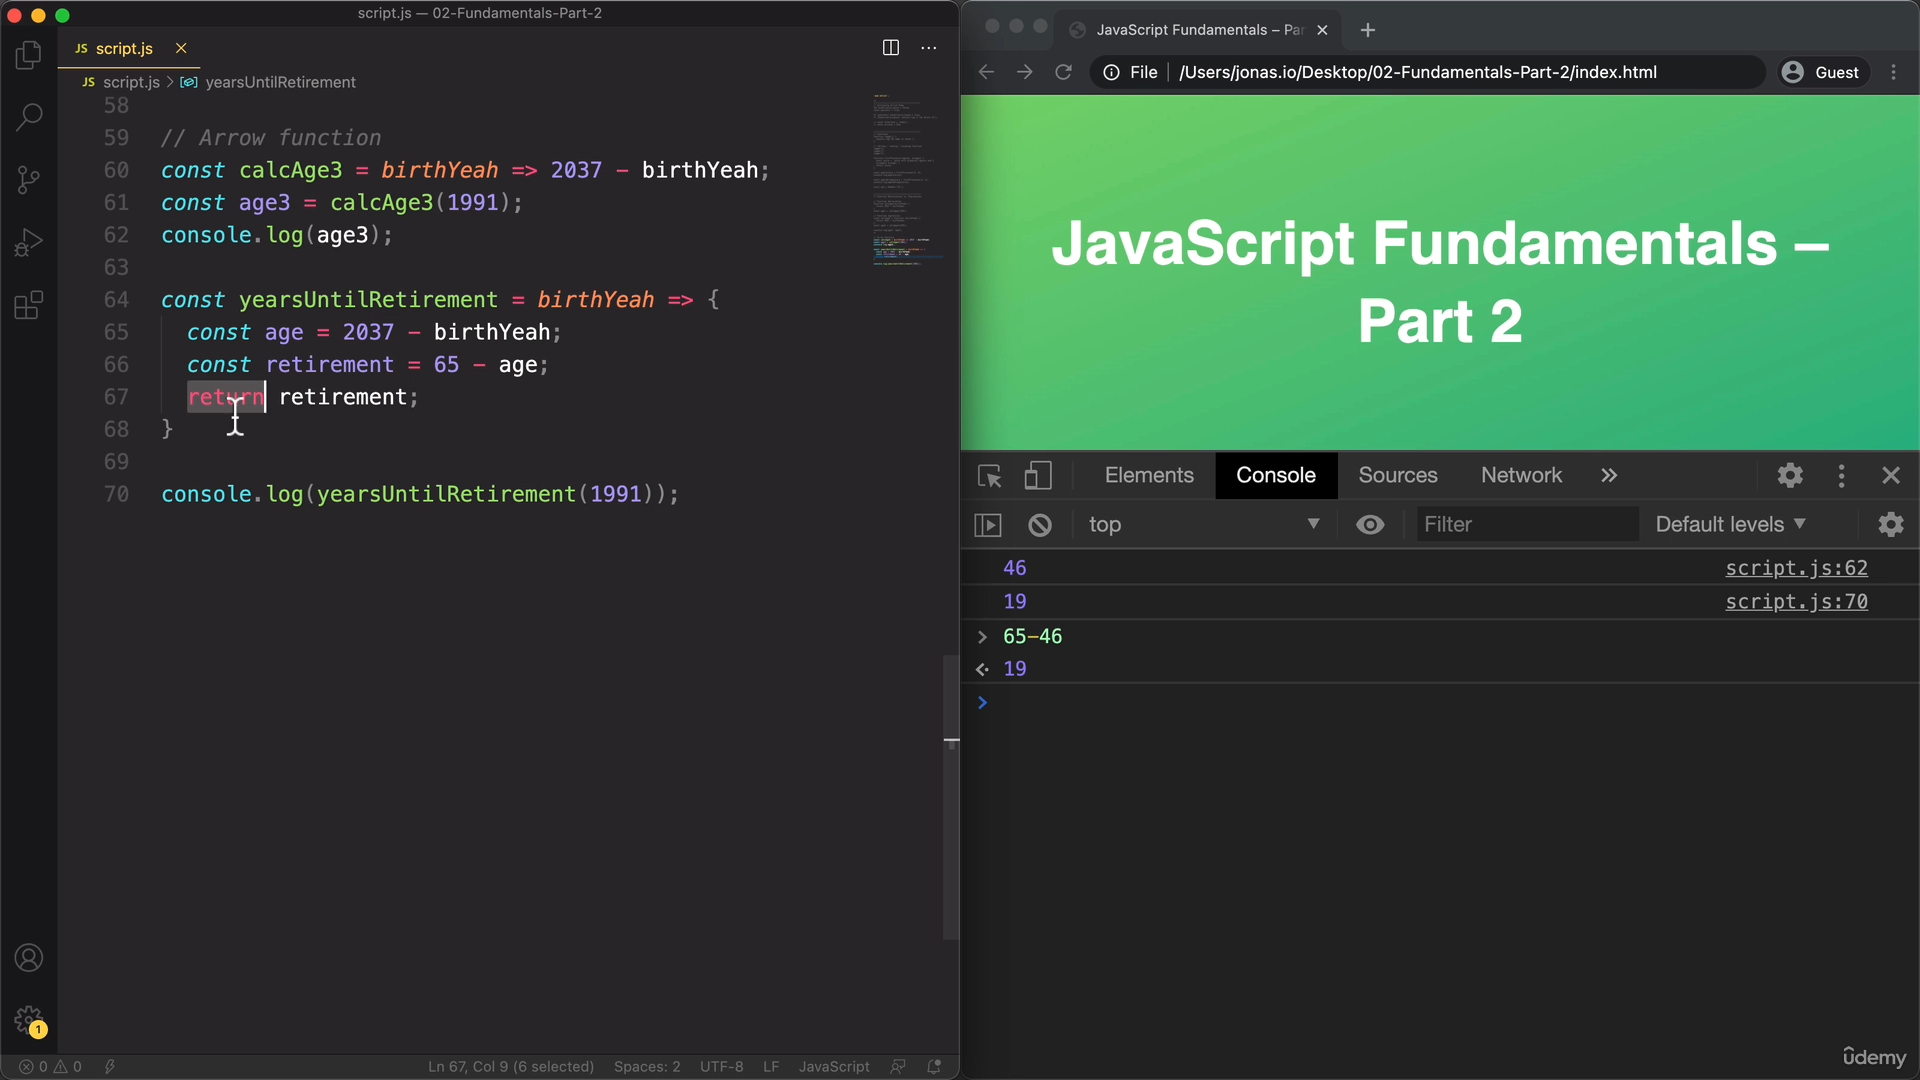 script.js — 02-Fundamentals-Part-2
JS script.js
JS script.js > yearsUntilRetirement
58
59 // Arrow function
60 const calcAge3 = birthYeah => 2037 - birthYeah;
61 const age3 = calcAge3(1991);
62 console.log(age3);
63
64 const yearsUntilRetirement = birthYeah => {
65 const age = 2037 - birthYeah;
66 const retirement = 65 - age;
67 return retirement;
68 }
69
70 console.log(yearsUntilRetirement(1991));
1
0 0 Ln 67, Col 9 (6 selected) Spaces: 2 UTF-8 LF JavaScript
JavaScript Fundamentals – Par
File /Users/jonas.io/Desktop/02-Fundamentals-Part-2/index.html Guest
JavaScript Fundamentals –
Part 2
Elements Console Sources Network
top Filter Default levels
46 script.js:62
19 script.js:70
> 65-46
19
>
ûdemy